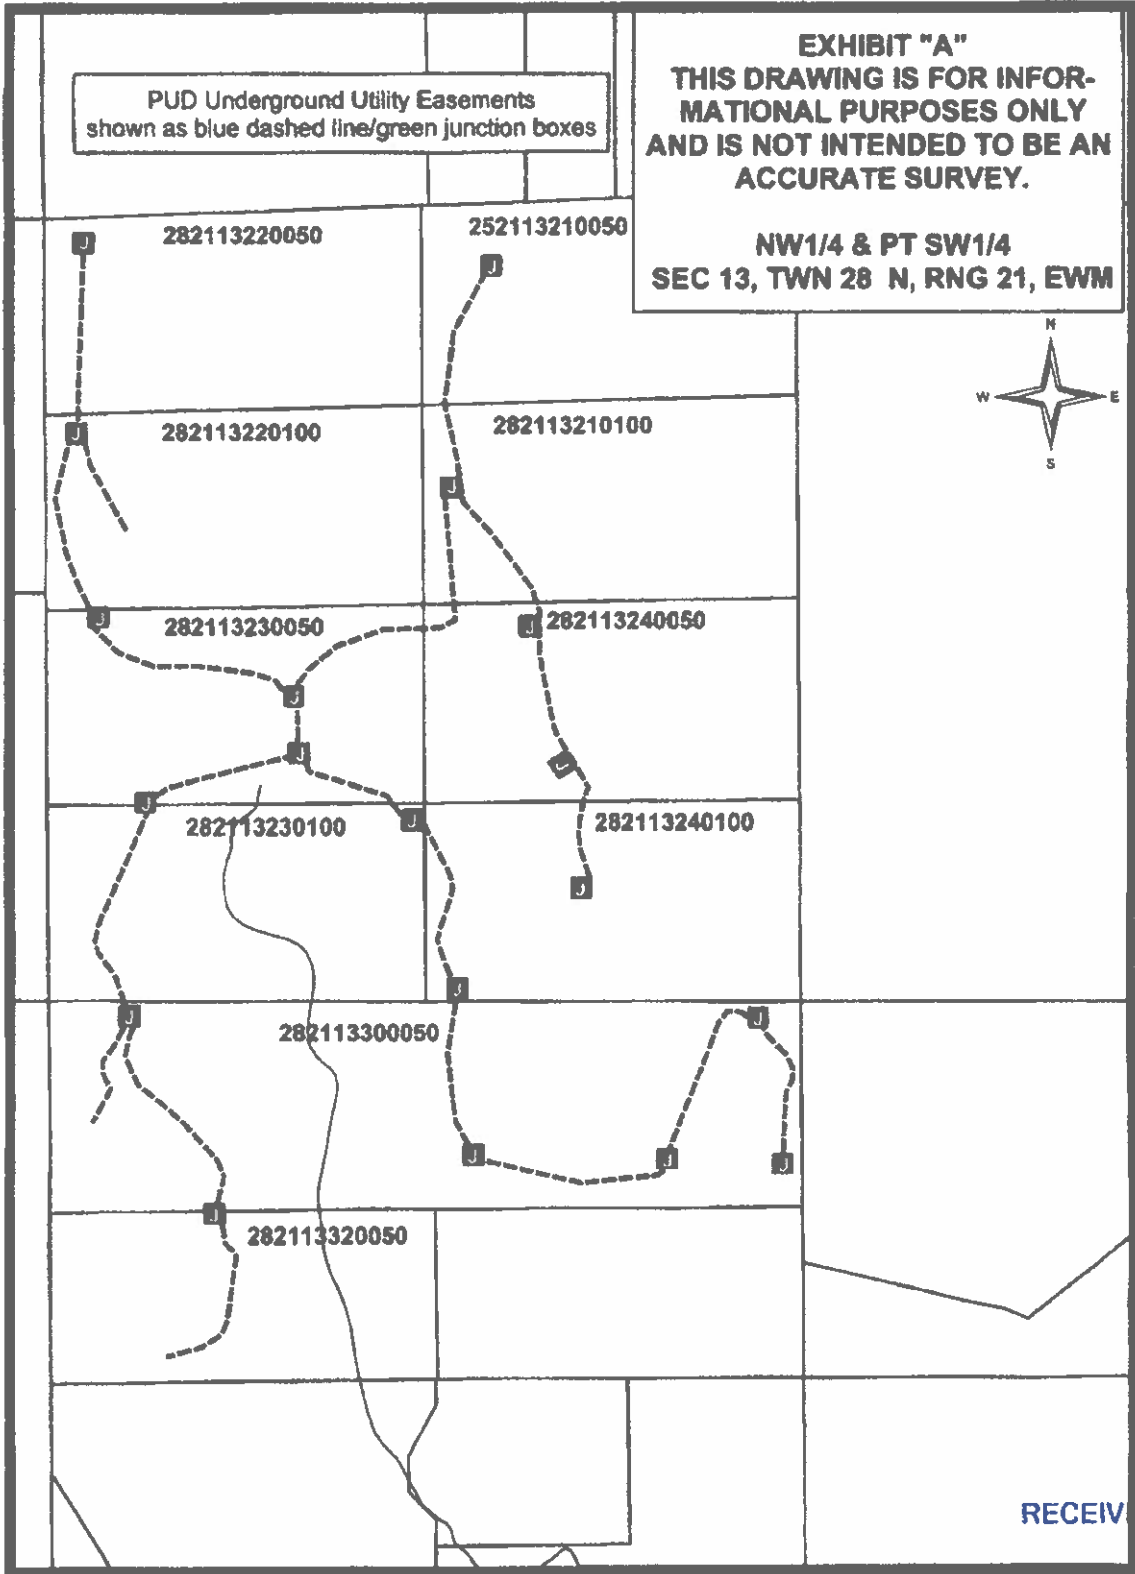 EXHIBIT "A"
THIS DRAWING IS FOR INFOR-
MATIONAL PURPOSES ONLY
AND IS NOT INTENDED TO BE AN
ACCURATE SURVEY.
NW1/4 & PT SW1/4
SEC 13, TWN 28 N, RNG 21, EWM
PUD Underground Utility Easements
shown as blue dashed line/green junction boxes
282113220050
252113210050
J
J
N
W
E
S
282113220100
282113210100
J
J
282113230050
282113240050
J
J
J
J
J
J
J
282113230100
282113240100
J
J
J
J
J
282113300050
J
J
J
J
282113320050
RECEIV